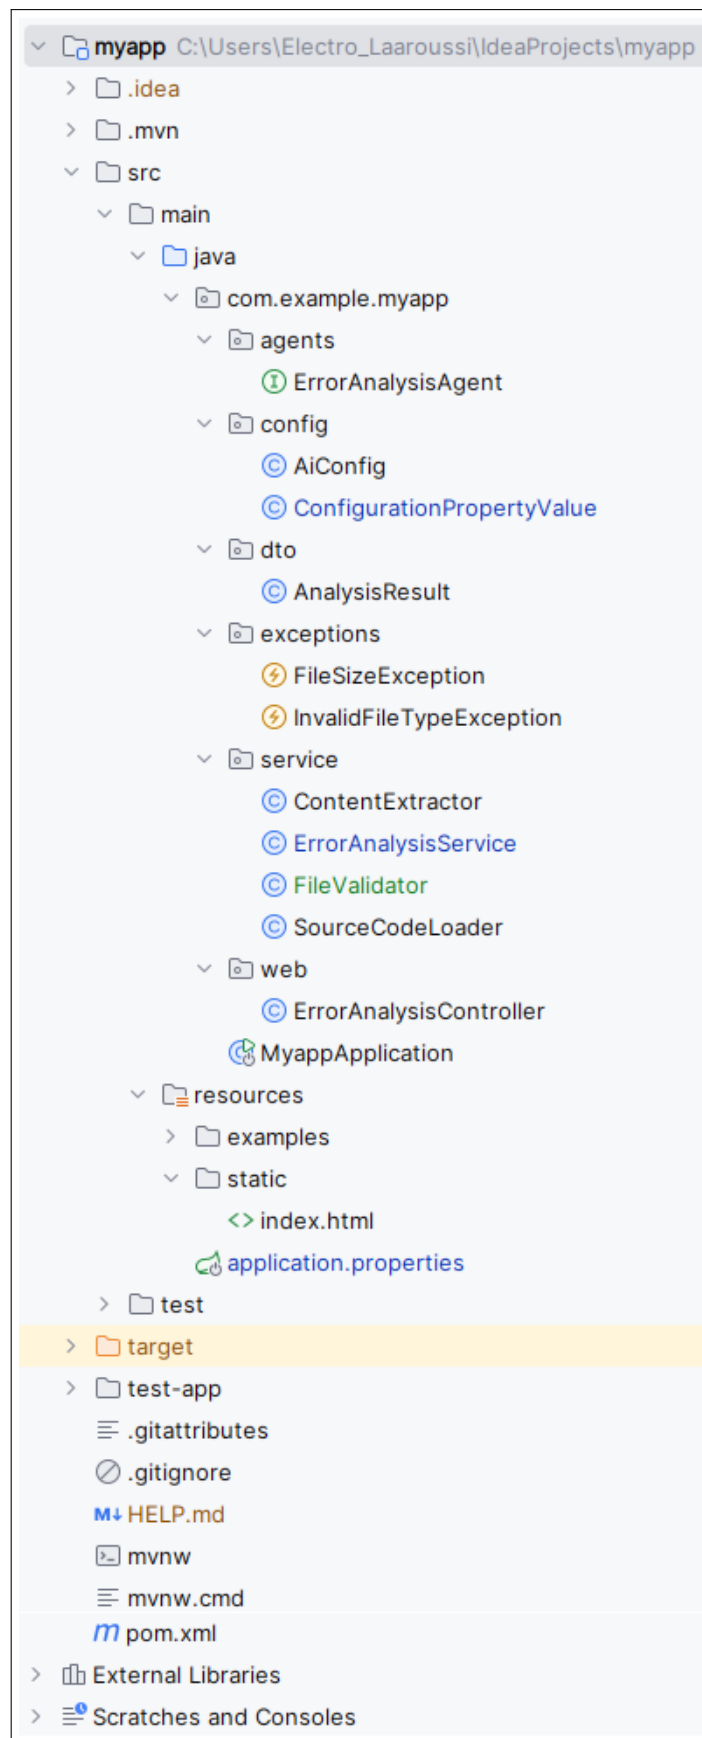 myapp C:\Users\Electro_Laaroussi\IdeaProjects\myapp
.idea
.mvn
src
main
java
com.example.myapp
agents
ErrorAnalysisAgent
config
AiConfig
ConfigurationPropertyValue
dto
AnalysisResult
exceptions
FileSizeException
InvalidFileTypeException
service
ContentExtractor
ErrorAnalysisService
FileValidator
SourceCodeLoader
web
ErrorAnalysisController
MyappApplication
resources
examples
static
index.html
application.properties
test
target
test-app
.gitattributes
.gitignore
HELP.md
mvnw
mvnw.cmd
pom.xml
External Libraries
Scratches and Consoles